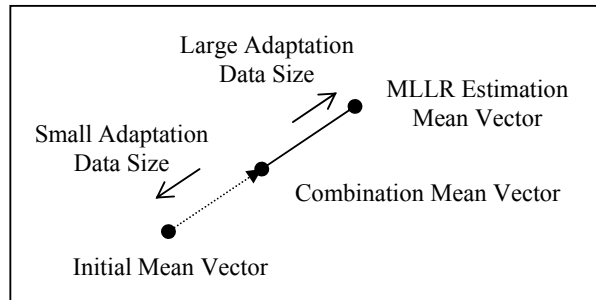 Large Adaptation
Data Size
MLLR Estimation
Mean Vector
Small Adaptation
Data Size
Combination Mean Vector
Initial Mean Vector